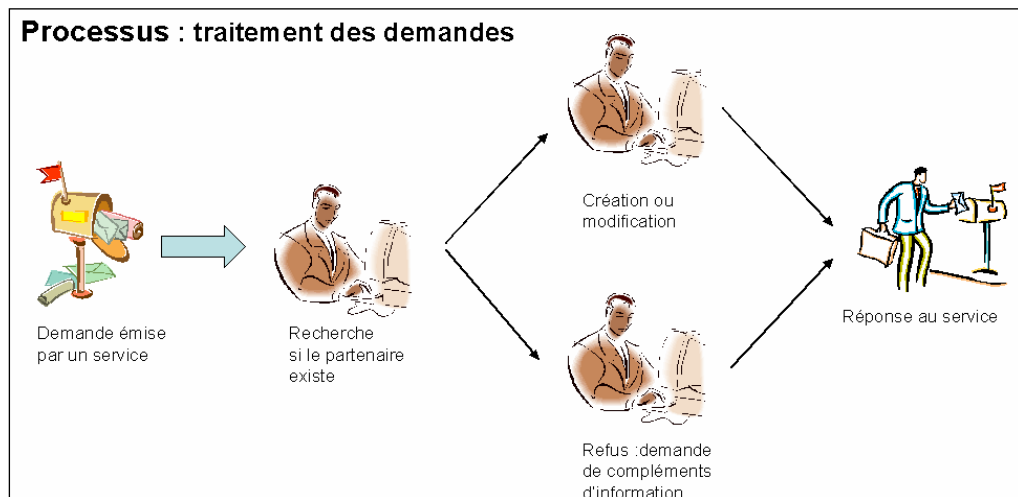 Processus : traitement des demandes
Demande émise
par un service
Recherche
si le partenaire
existe
Création ou
modification
Refus :demande
de compléments
d'information
Réponse au service